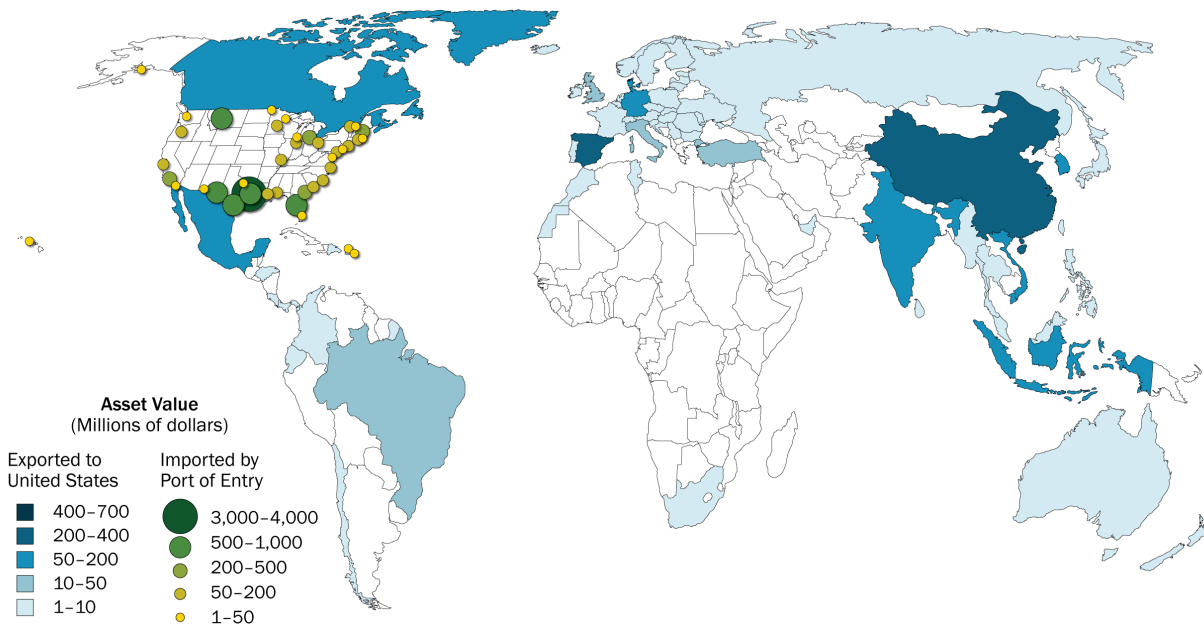 Asset Value
(Millions of dollars)
Exported to
United States
400–700
200–400
50–200
10–50
1–10
Imported by
Port of Entry
3,000–4,000
500–1,000
200–500
50–200
1–50